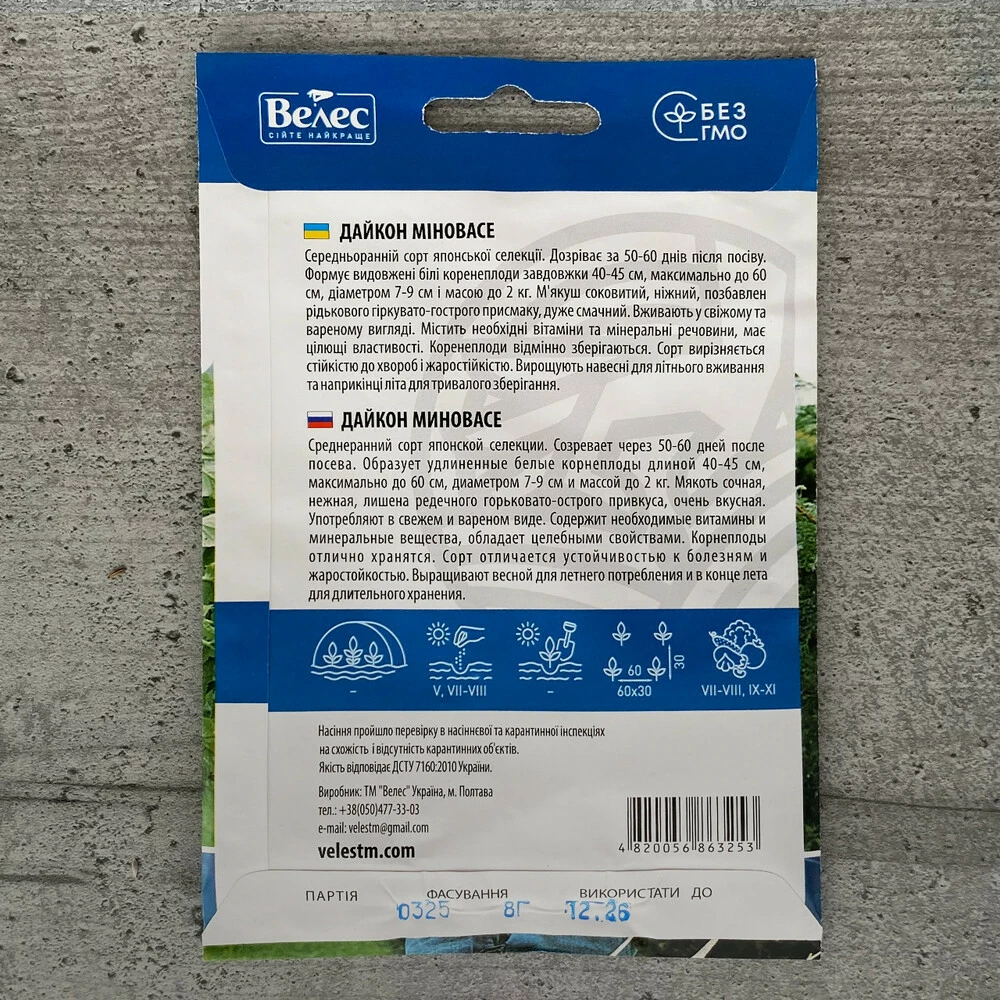 Велес
СІЙТЕ НАЙКРАЩЕ
БЕЗ
ГМО
ДАЙКОН МІНОВАСЕ
Середньоранній сорт японської селекції. Дозріває за 50-60 днів після посіву.
Формує видовжені білі коренеплоди завдовжки 40-45 см, максимально до 60
см, діаметром 7-9 см і масою до 2 кг. М'якуш соковитий, ніжний, позбавлен
рідькового гіркувато-гострого присмаку, дуже смачний. Вживають у свіжому та
вареному вигляді. Містить необхідні вітаміни та мінеральні речовини, має
цілющі властивості. Коренеплоди відмінно зберігаються. Сорт вирізняється
стійкістю до хвороб і жаростійкістю. Вирощують навесні для літнього вживання
та наприкінці літа для тривалого зберігання.
ДАЙКОН МИНОВАСЕ
Среднеранний сорт японской селекции. Созревает через 50-60 дней после
посева. Образует удлиненные белые корнеплоды длиной 40-45 см,
максимально до 60 см, диаметром 7-9 см и массой до 2 кг. Мякоть сочная,
нежная, лишена редечного горьковато-острого привкуса, очень вкусная.
Употребляют в свежем и вареном виде. Содержит необходимые витамины и
минеральные вещества, обладает целебными свойствами. Корнеплоды
отлично хранятся. Сорт отличается устойчивостью к болезням и
жаростойкостью. Выращивают весной для летнего потребления и в конце лета
для длительного хранения.
60 30
– V, VII-VIII – 60х30 VII-VIII, IX-XI
Насіння пройшло перевірку в насіннєвої та карантинної інспекціях
на схожість і відсутність карантинних об'єктів.
Якість відповідає ДСТУ 7160:2010 України.
Виробник: ТМ "Велес" Україна, м. Полтава
тел.: +38(050)477-33-03
e-mail: velestm@gmail.com
velestm.com
4 820056 863253
ПАРТІЯ ФАСУВАННЯ ВИКОРИСТАТИ ДО
0325 8Г 12.26